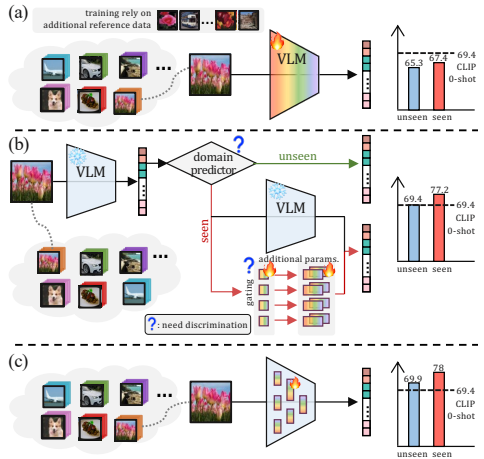 (a)
training rely on
additional reference data
...
VLM
...
65.3
67.4
69.4
CLIP
0-shot
unseen seen
(b)
VLM
domain
predictor
?
unseen
seen
VLM
additional params.
?
gating
...
?: need discrimination
77.2
69.4
CLIP
0-shot
unseen seen
(c)
...
69.9
78
69.4
CLIP
0-shot
unseen seen